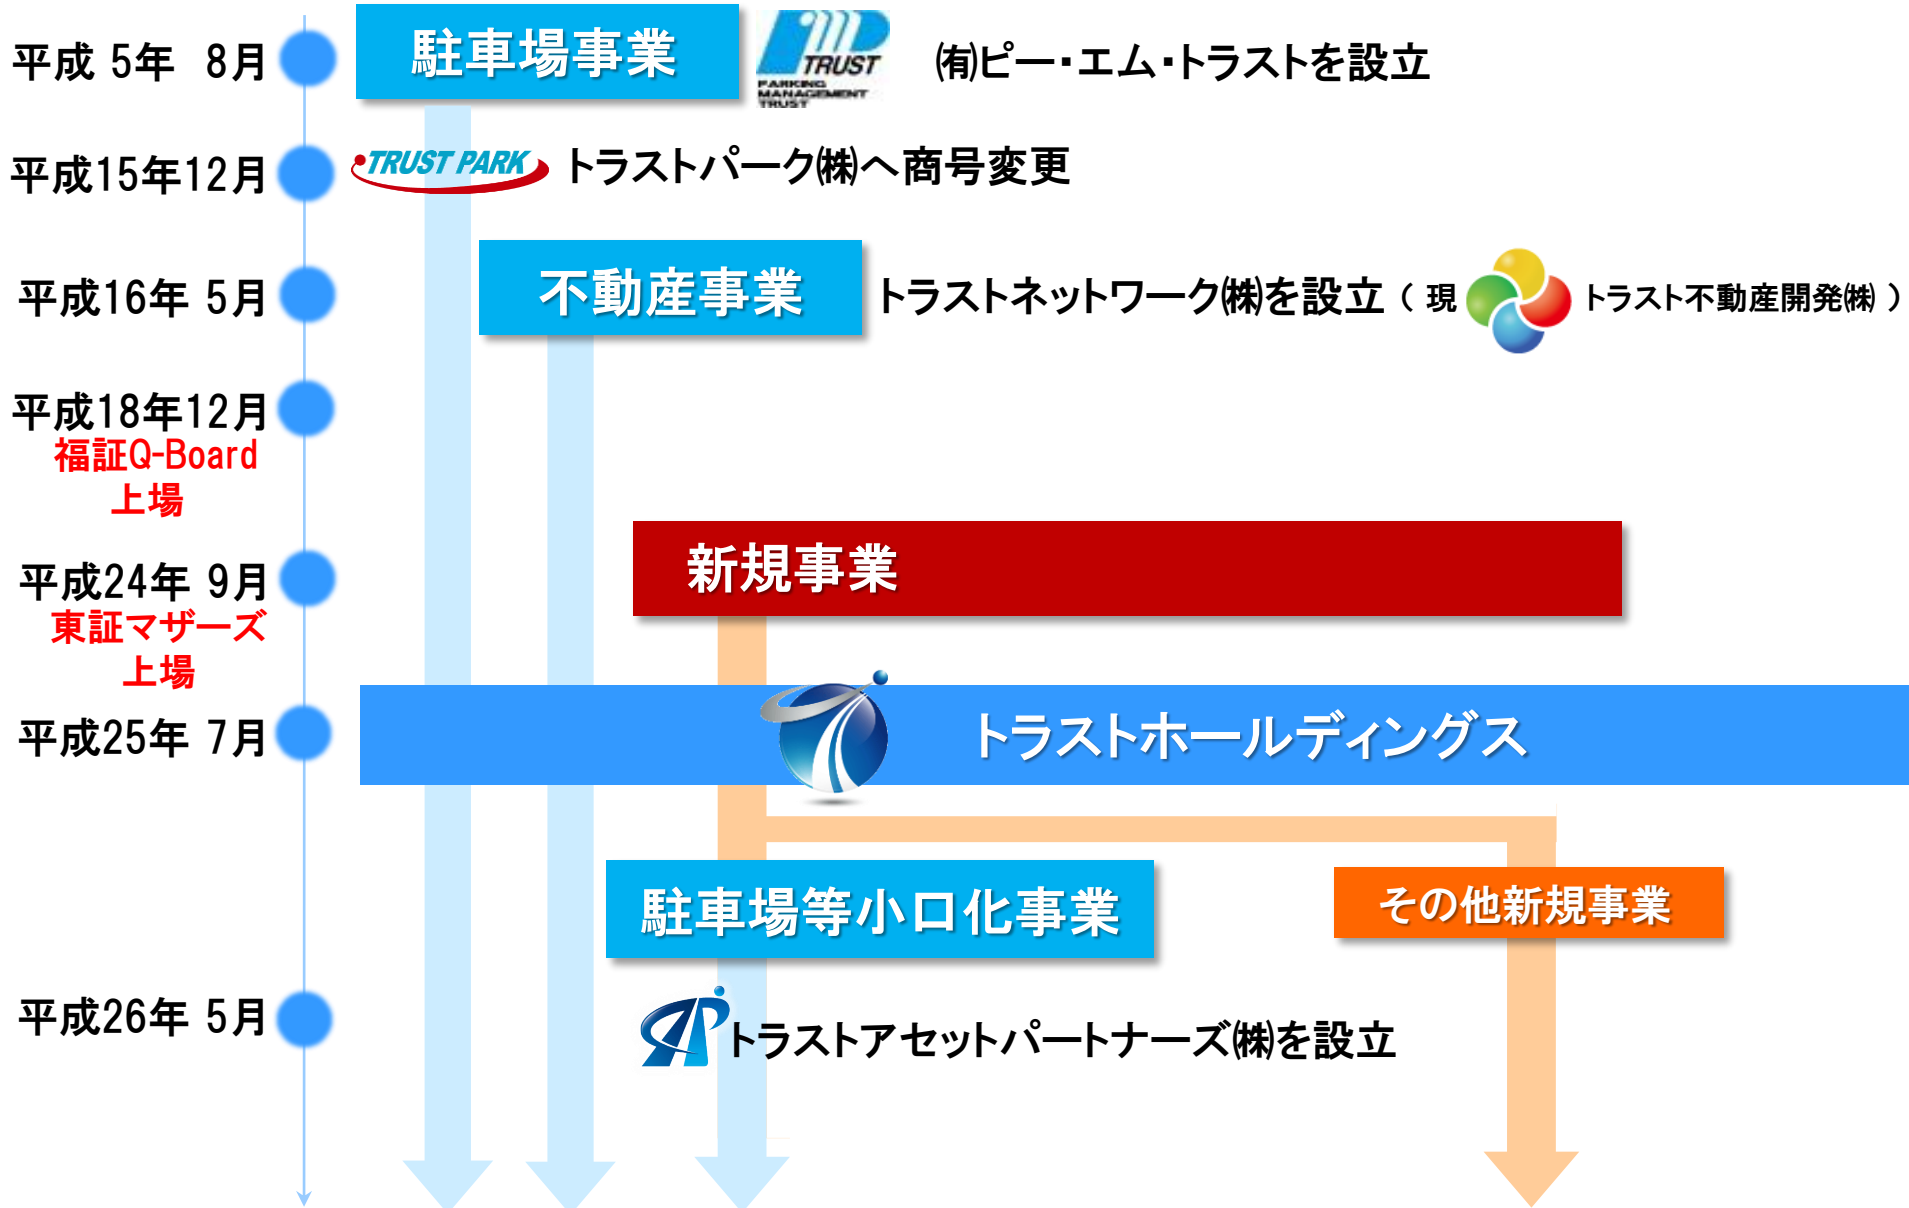 平成 5年 8月
駐車場事業
TRUST
PARKING
MANAGEMENT
TRUST
㈲ピー・エム・トラストを設立
平成15年12月
TRUST PARK
トラストパーク㈱へ商号変更
平成16年 5月
不動産事業
トラストネットワーク㈱を設立（ 現 トラスト不動産開発㈱ ）
平成18年12月
福証Q-Board
上場
新規事業
平成24年 9月
東証マザーズ
上場
平成25年 7月
トラストホールディングス
駐車場等小口化事業
その他新規事業
平成26年 5月
トラストアセットパートナーズ㈱を設立